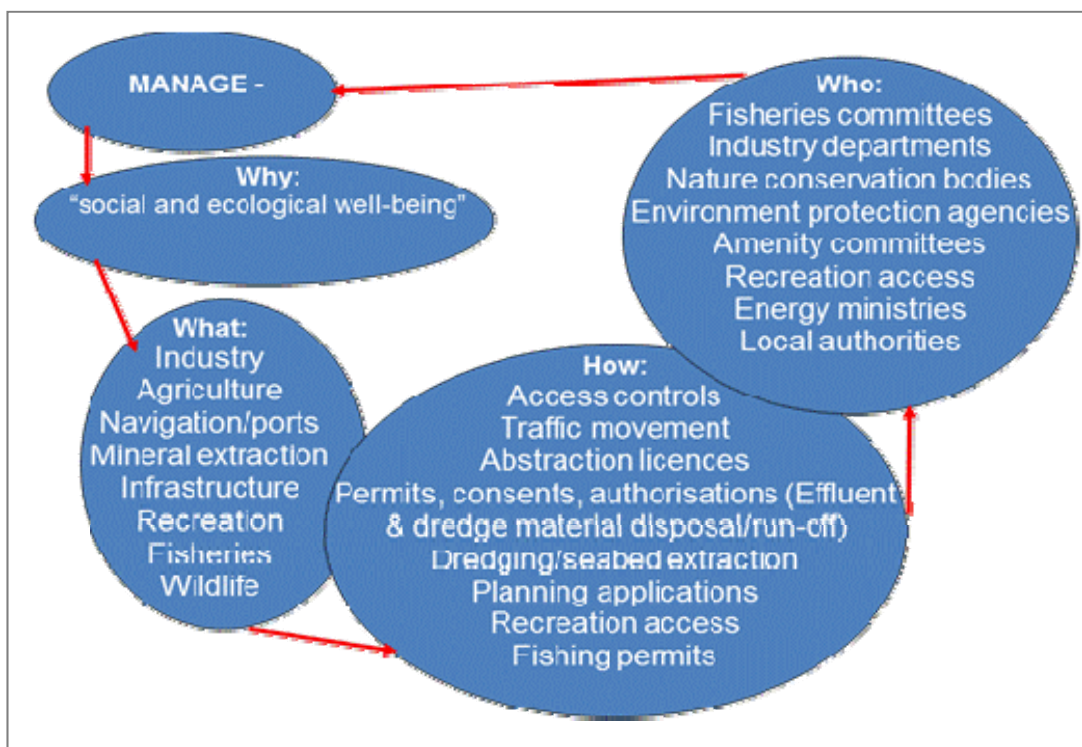 MANAGE -
Why:
“social and ecological well-being”
What:
Industry
Agriculture
Navigation/ports
Mineral extraction
Infrastructure
Recreation
Fisheries
Wildlife
How:
Access controls
Traffic movement
Abstraction licences
Permits, consents, authorisations (Effluent
& dredge material disposal/run-off)
Dredging/seabed extraction
Planning applications
Recreation access
Fishing permits
Who:
Fisheries committees
Industry departments
Nature conservation bodies
Environment protection agencies
Amenity committees
Recreation access
Energy ministries
Local authorities